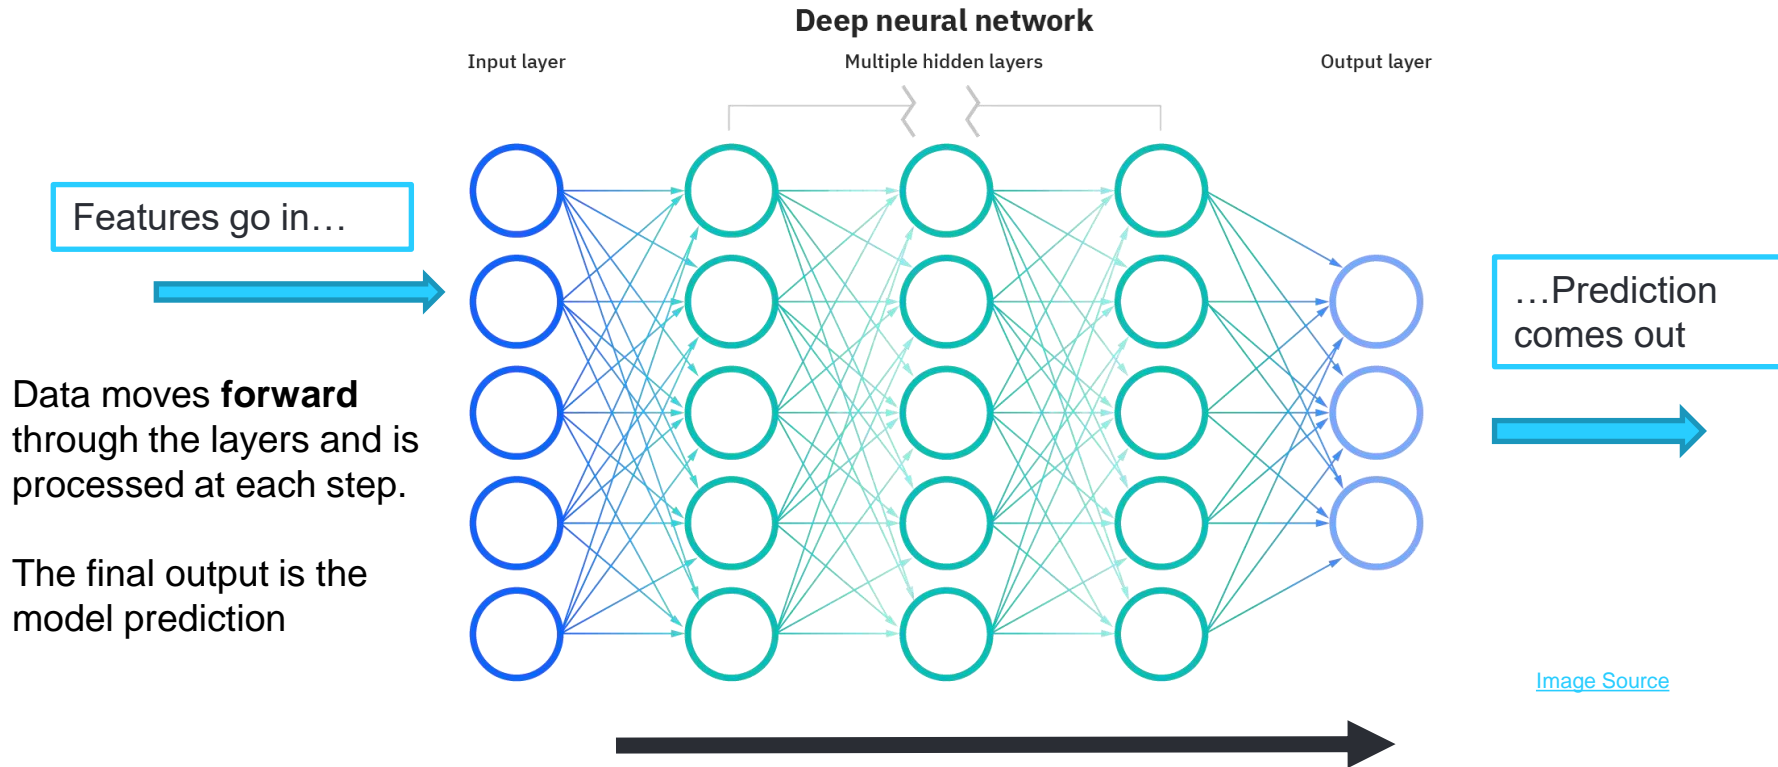 Deep neural network
Input layer
Multiple hidden layers
Output layer
Features go in…
…Prediction
comes out
Data moves forward
through the layers and is
processed at each step.
The final output is the
model prediction
Image Source